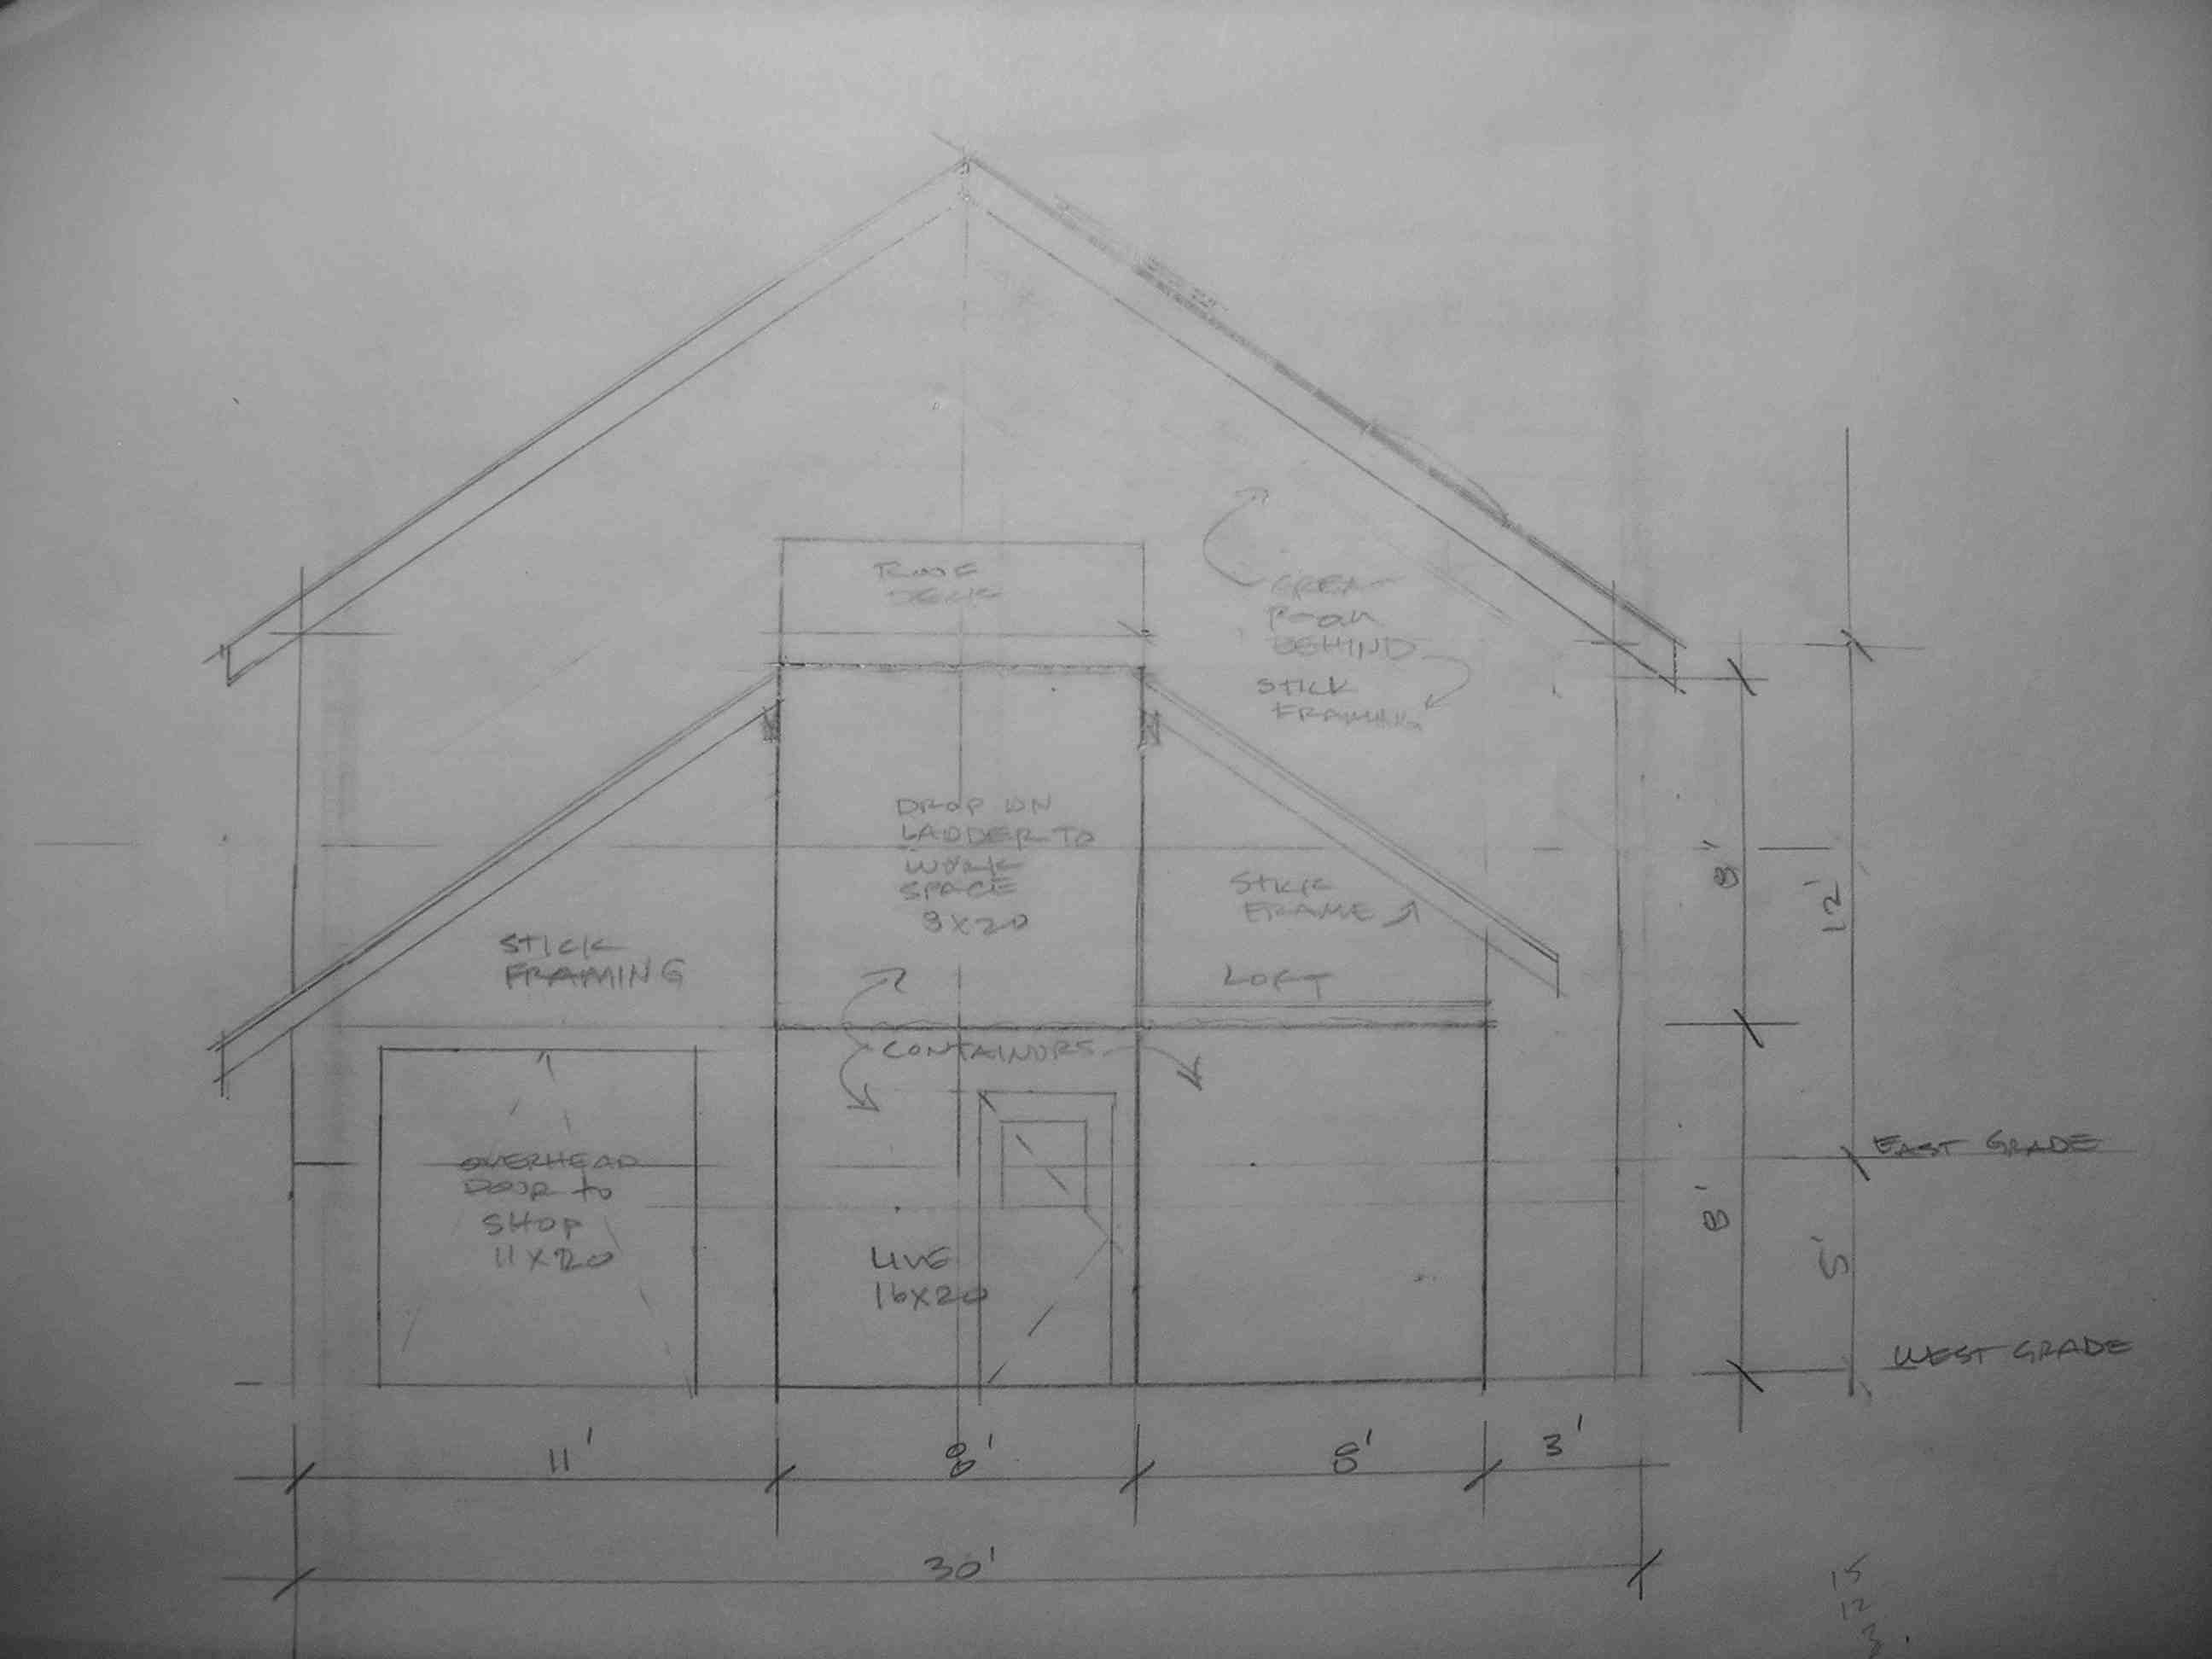 ROOF
DECK
GREAT
ROOM
BEHIND
STICK
FRAMING
DROP DN
LADDER TO
WORK
SPACE
8X20
STICK
FRAME
STICK
FRAMING
LOFT
CONTAINORS
OVERHEAD
DOOR to
SHOP
11X20
LIVE
16X20
8'
12'
EAST GRADE
8'
5'
WEST GRADE
11'
8'
8'
3'
30'
15
12
3.